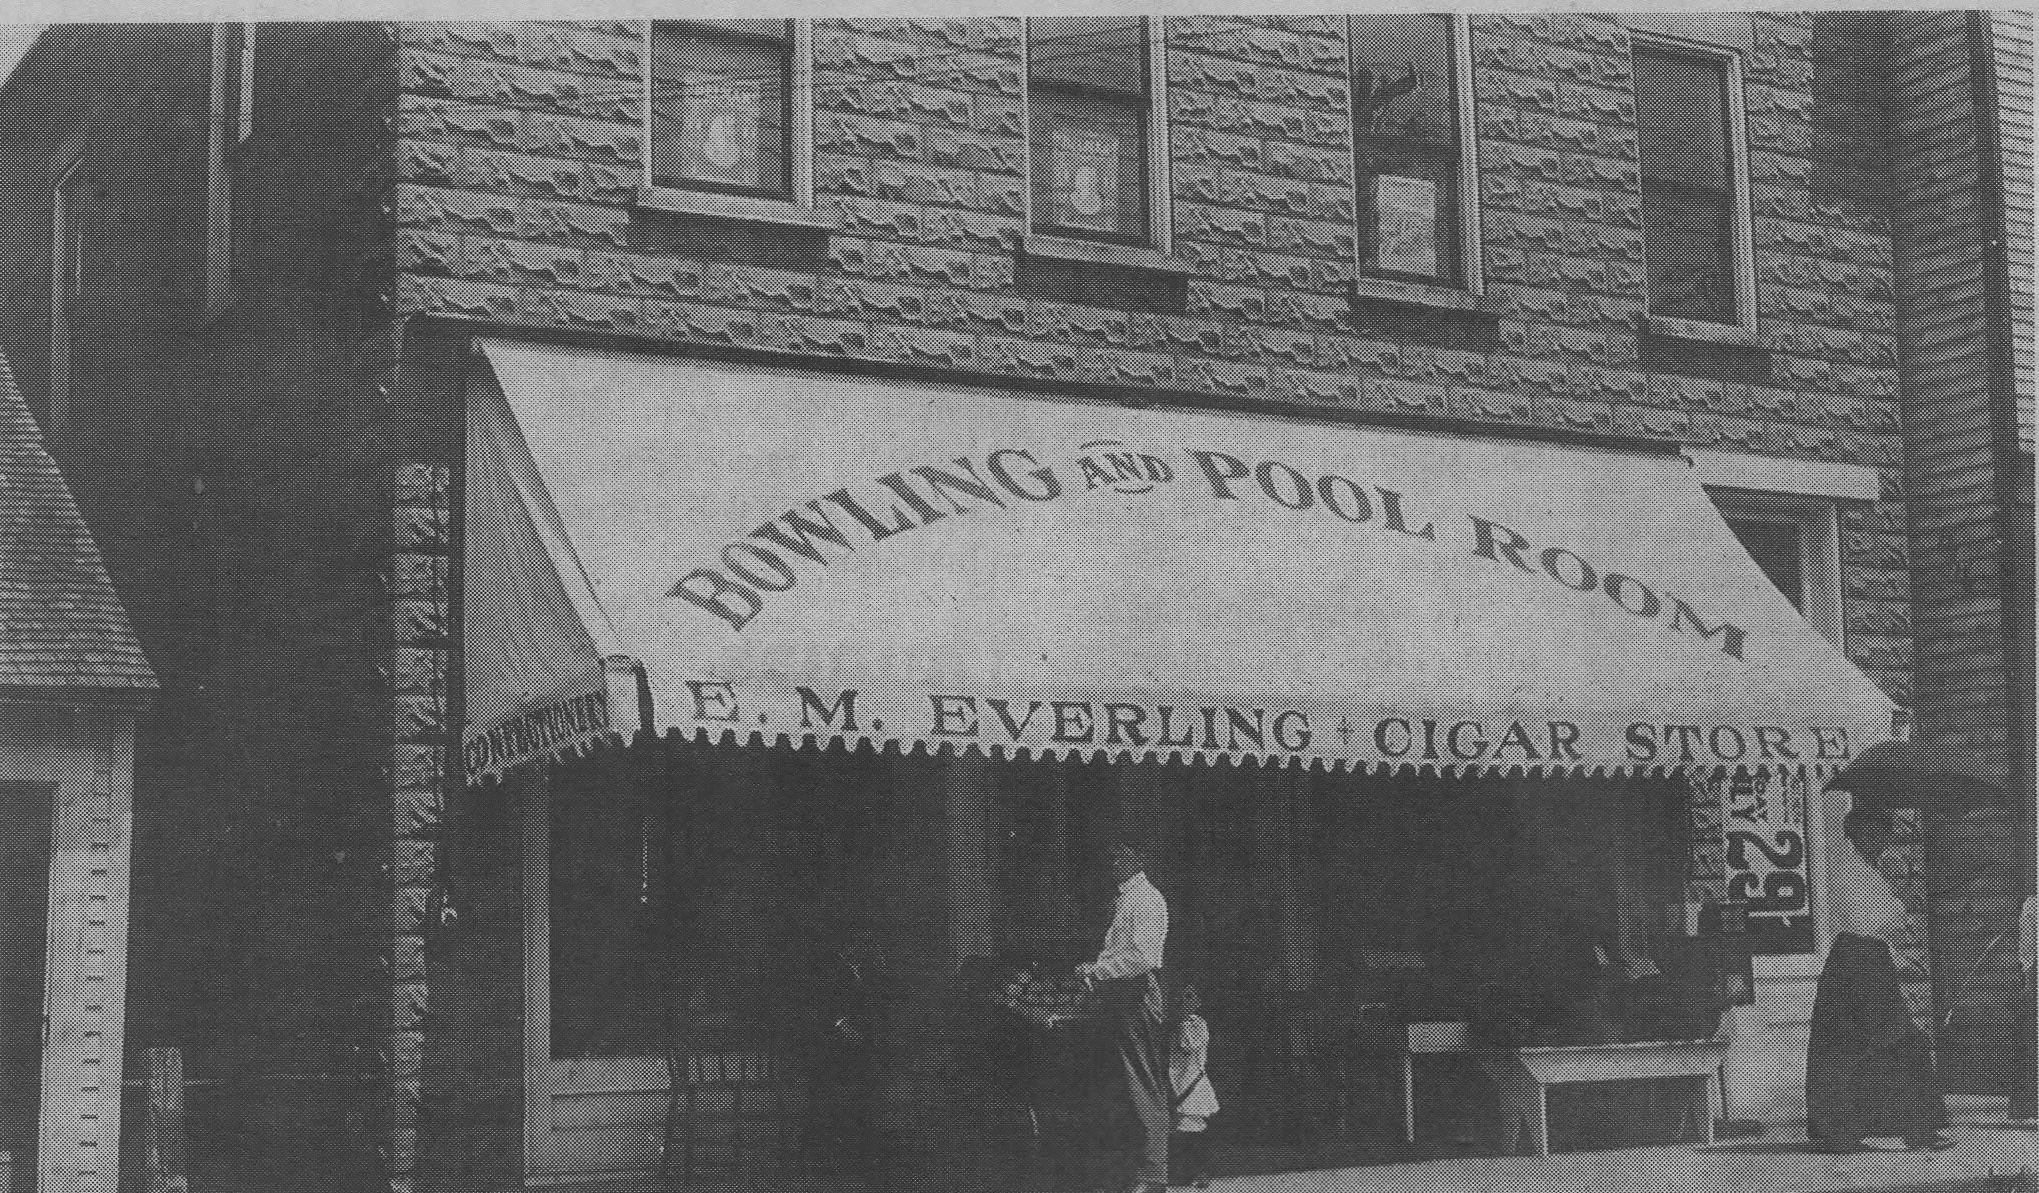 BOWLING AND POOL ROOM
E. M. EVERLING + CIGAR STORE
CONFECTIONERY
29